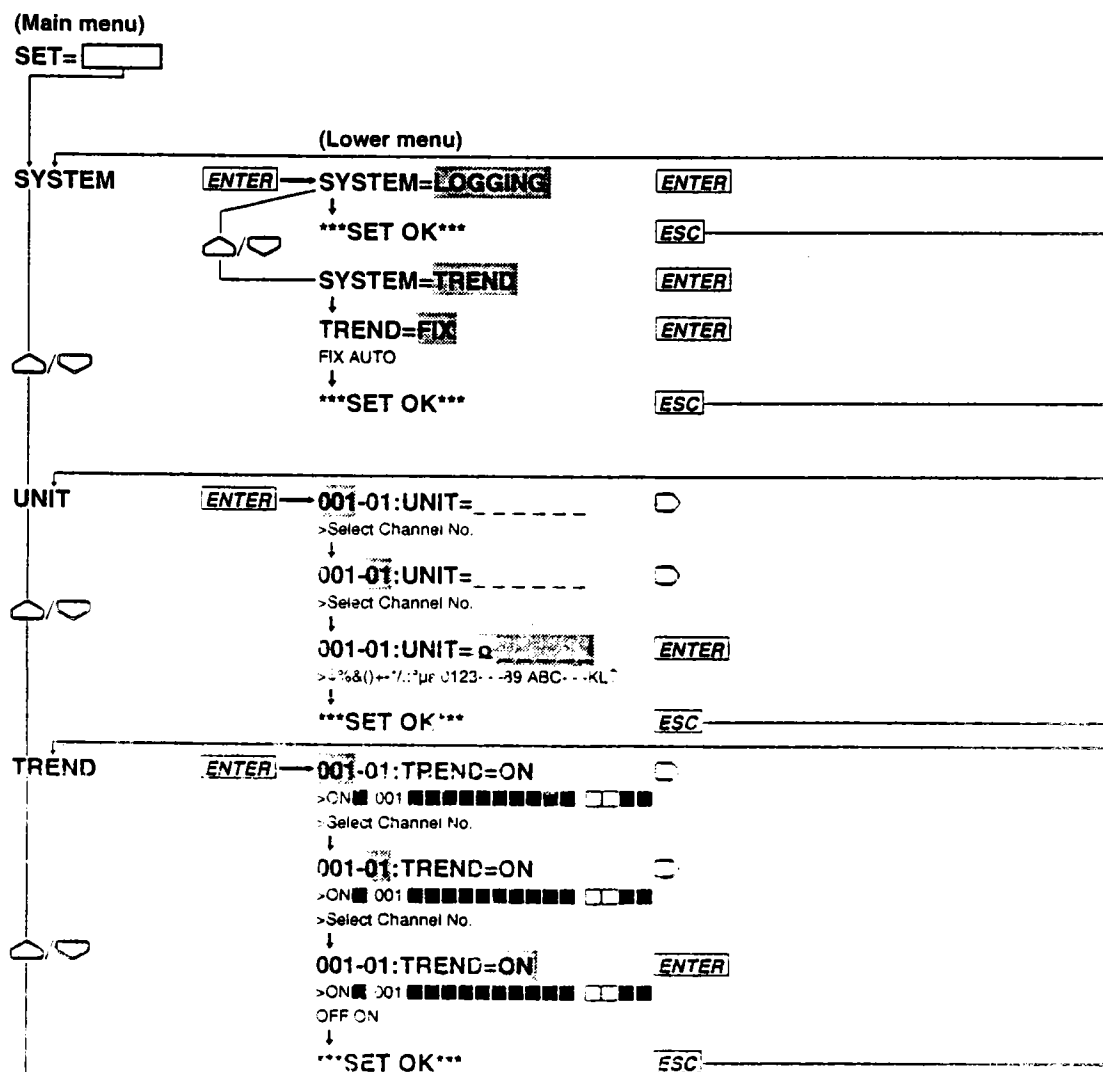 (Main menu)
SET=
(Lower menu)
SYSTEM ENTER SYSTEM=LOGGING ENTER
***SET OK*** ESC
/
SYSTEM=TREND ENTER
TREND=FIX ENTER
FIX AUTO
/
***SET OK*** ESC
UNIT ENTER 001-01:UNIT=_ _ _ _ _ _
>Select Channel No.
001-01:UNIT=_ _ _ _ _ _
>Select Channel No.
/
001-01:UNIT= ENTER
0123- - -89 ABC- - -KL
***SET OK*** ESC
TREND ENTER 001-01:TREND=ON
>ON 001
>Select Channel No.
001-01:TREND=ON
>ON 001
>Select Channel No.
/
001-01:TREND=ON ENTER
>ON 001
OFF ON
***SET OK*** ESC